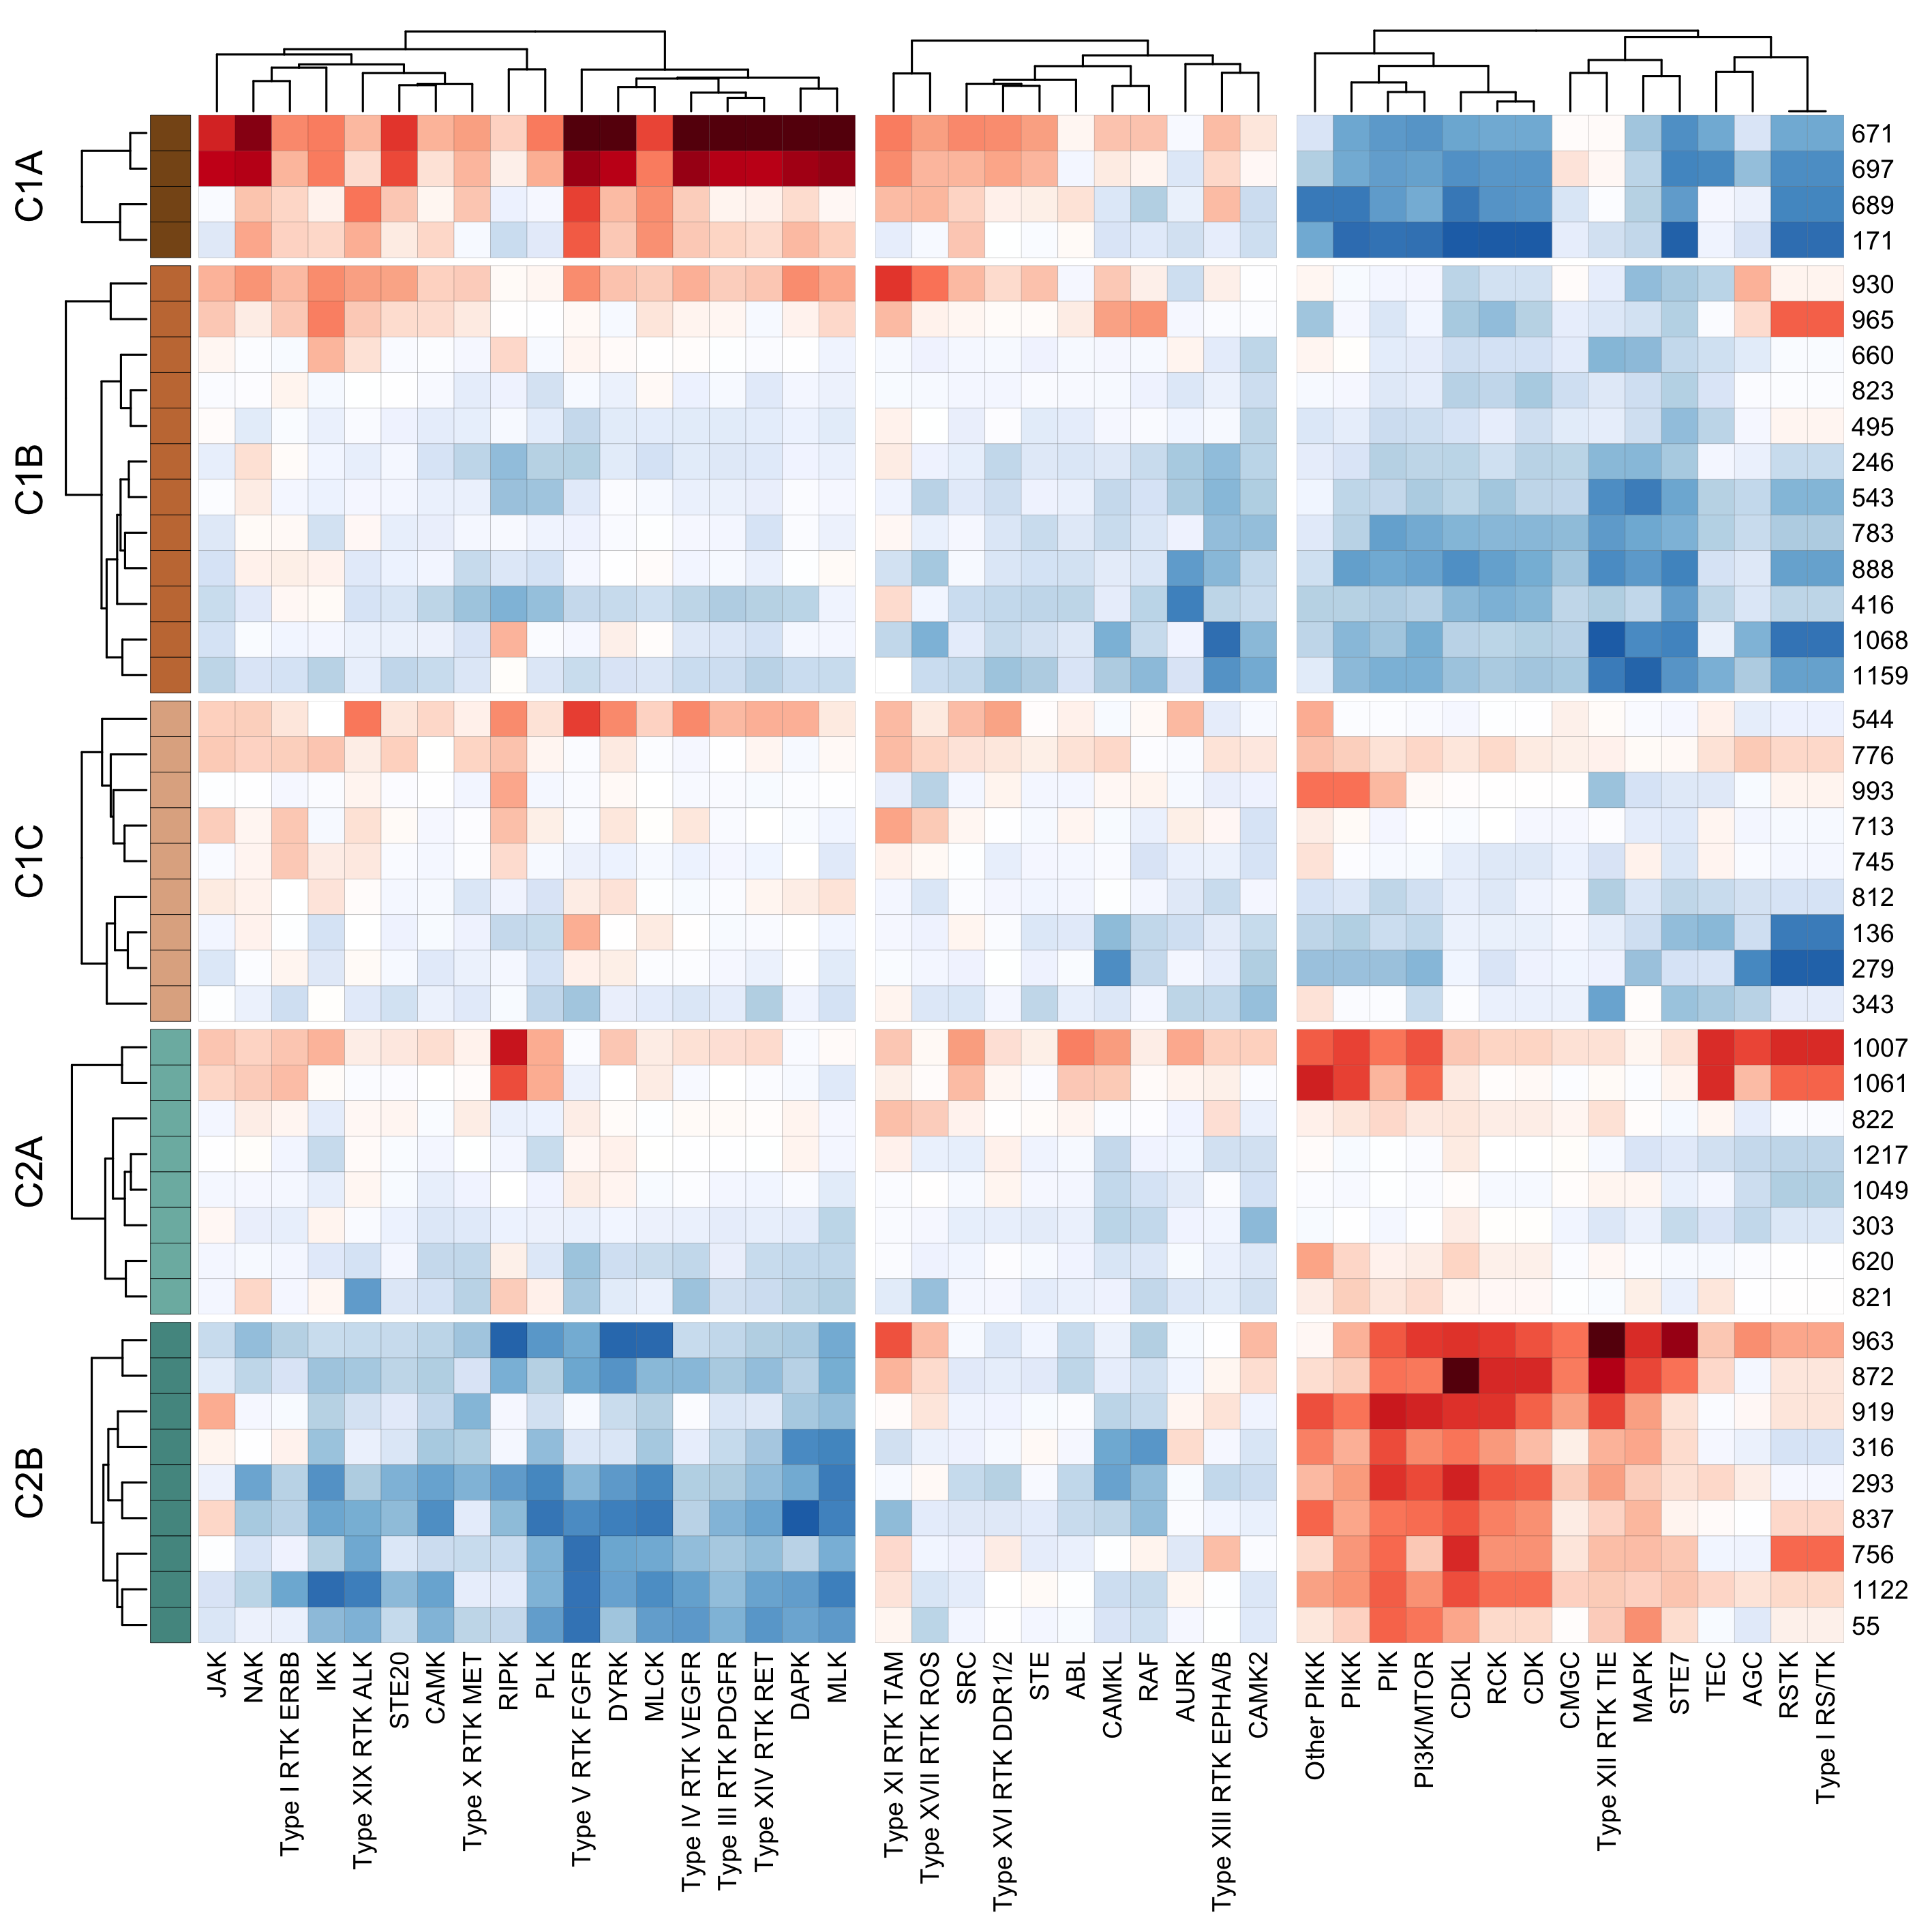 C1A
671
697
689
171
C1B
930
965
660
823
495
246
543
783
888
416
1068
1159
C1C
544
776
993
713
745
812
136
279
343
C2A
1007
1061
822
1217
1049
303
620
821
C2B
963
872
919
316
293
837
756
1122
55
JAK
NAK
Type I RTK ERBB
IKK
Type XIX RTK ALK
STE20
CAMK
Type X RTK MET
RIPK
PLK
Type V RTK FGFR
DYRK
MLCK
Type IV RTK VEGFR
Type III RTK PDGFR
Type XIV RTK RET
DAPK
MLK
Type XI RTK TAM
Type XVII RTK ROS
SRC
Type XVI RTK DDR1/2
STE
ABL
CAMKL
RAF
AURK
Type XIII RTK EPHA/B
CAMK2
Other PIKK
PIKK
PIK
PI3K/MTOR
CDKL
RCK
CDK
CMGC
Type XII RTK TIE
MAPK
STE7
TEC
AGC
RSTK
Type I RS/TK